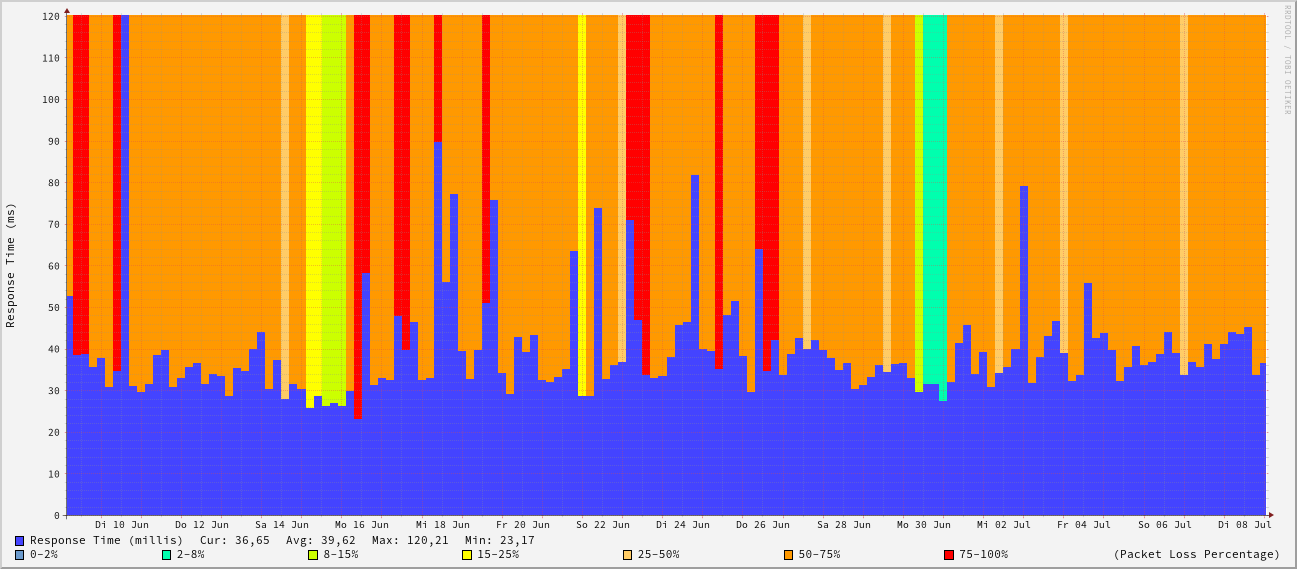 120
110
100
90
80
70
60
50
40
30
20
10
0
Response Time (ms)
RRDTOOL / TOBI OETIKER
Di 10 Jun Do 12 Jun Sa 14 Jun Mo 16 Jun Mi 18 Jun Fr 20 Jun So 22 Jun Di 24 Jun Do 26 Jun Sa 28 Jun Mo 30 Jun Mi 02 Jul Fr 04 Jul So 06 Jul Di 08 Jul
Response Time (millis) Cur: 36,65 Avg: 39,62 Max: 120,21 Min: 23,17
0-2% 2-8% 8-15% 15-25% 25-50% 50-75% 75-100% (Packet Loss Percentage)